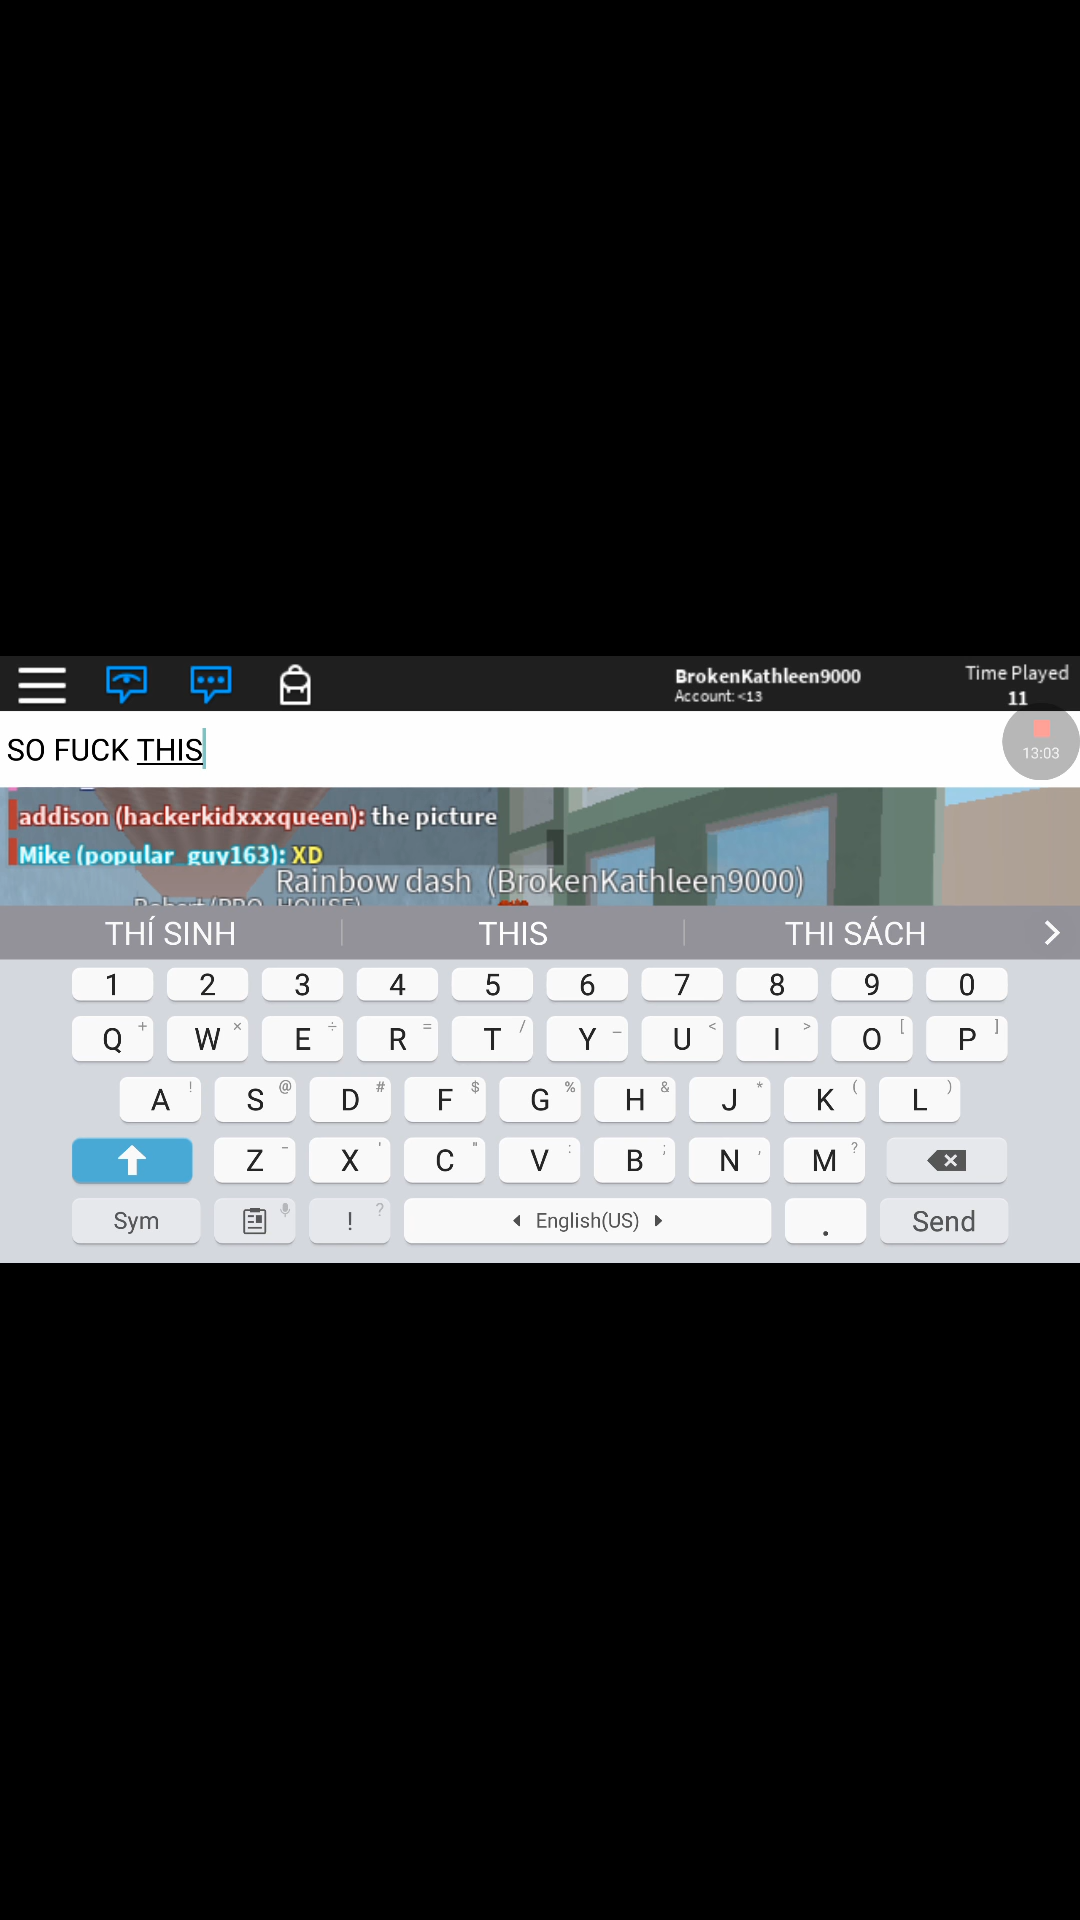 BrokenKathleen9000
Account: <13
Time Played
11
SO FUCK THIS
13:03
addison (hackerkidxxxqueen): the picture
Mike (popular_guy163): XD
Rainbow dash (BrokenKathleen9000)
Robert (PRO_HOUSE)
THÍ SINH THIS THI SÁCH
1 2 3 4 5 6 7 8 9 0
Q + W × E ÷ R = T / Y _ U < I > O [ P ]
A ! S @ D # F $ G % H & J * K ( L )
Z - X ' C " V : B ; N , M ?
Sym ! ? English(US) . Send